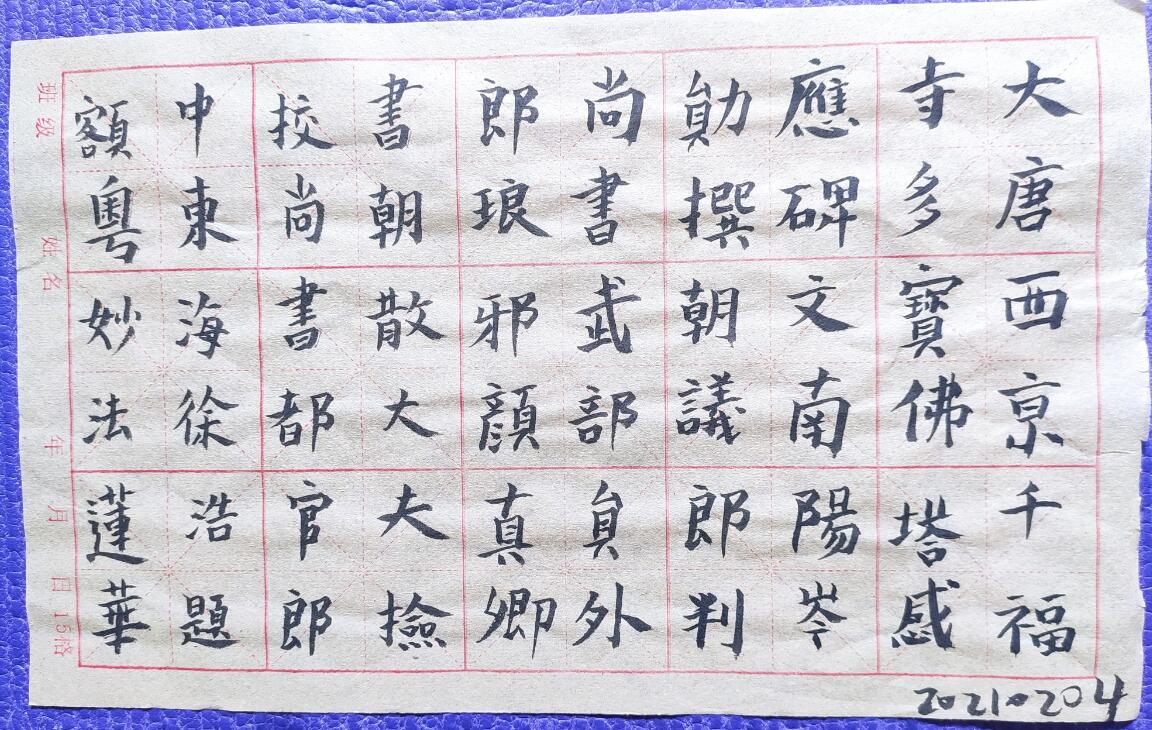 大唐西京千福
寺多寶佛塔感
應碑文南陽岑
勛撰朝議郎判
尚書武部員外
郎琅邪顏真卿
書朝散大夫撿
挍尚書都官郎
中東海徐浩題
額粵妙法蓮華
班级 姓名 年 月 日 15格
20210204